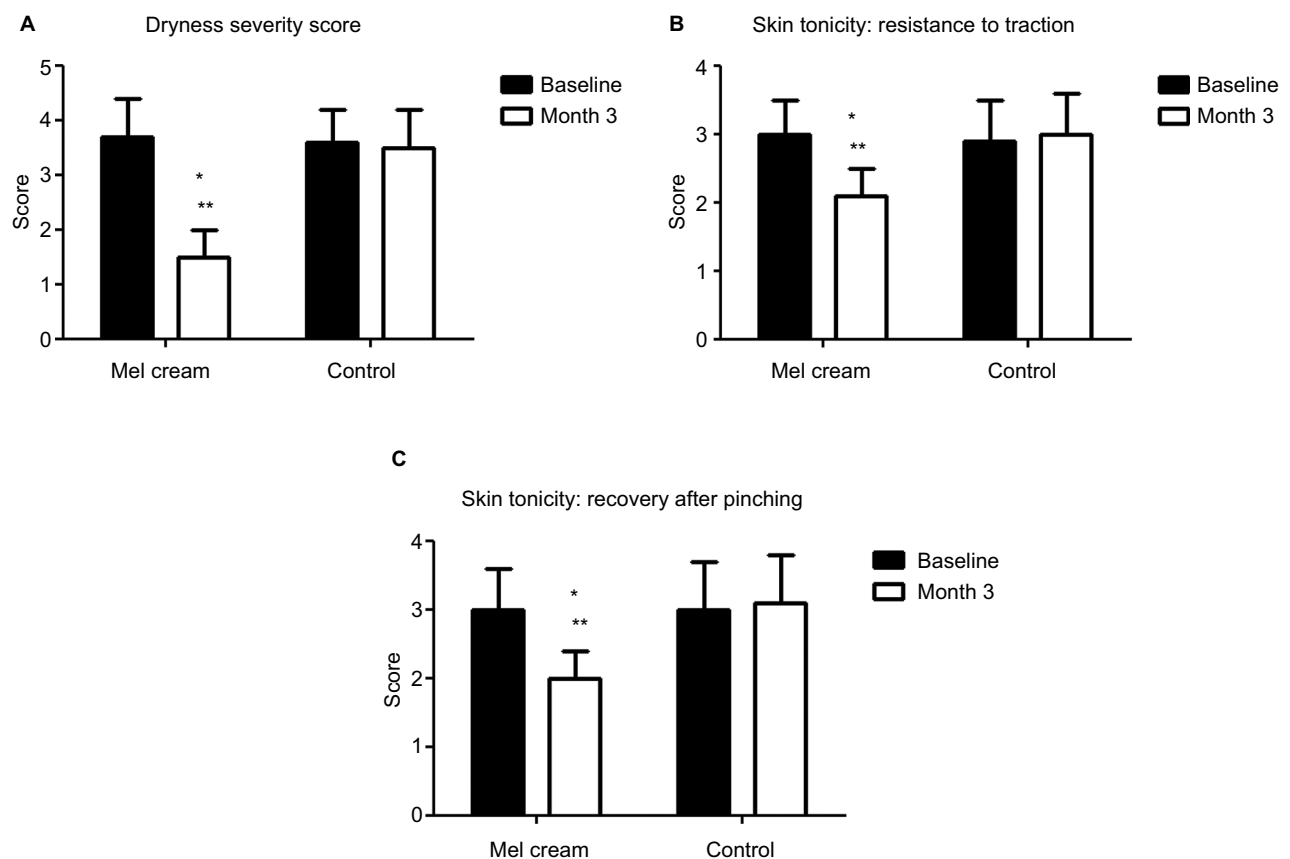 A
Dryness severity score
5
4
3
2
1
0
Score
*
**
Mel cream
Control
Baseline
Month 3
B
Skin tonicity: resistance to traction
4
3
2
1
0
Score
*
**
Mel cream
Control
Baseline
Month 3
C
Skin tonicity: recovery after pinching
4
3
2
1
0
Score
*
**
Mel cream
Control
Baseline
Month 3